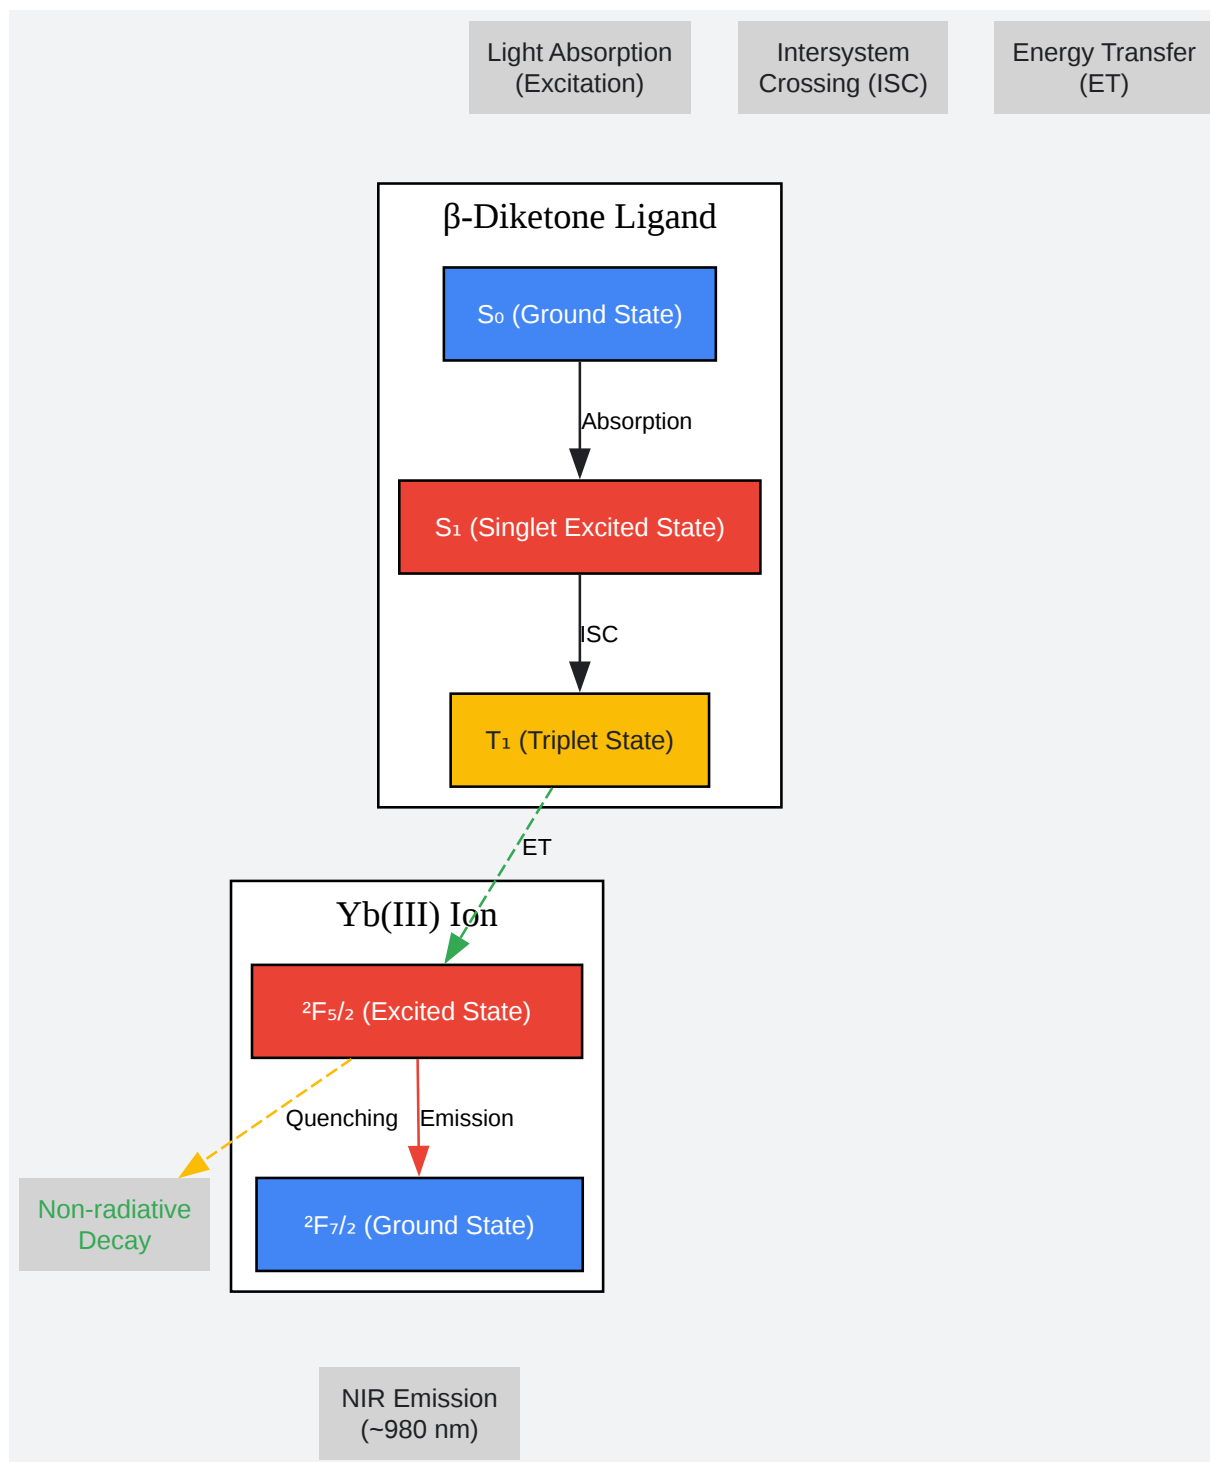 Light Absorption
(Excitation)
Intersystem
Crossing (ISC)
Energy Transfer
(ET)
β-Diketone Ligand
S₀ (Ground State)
Absorption
S₁ (Singlet Excited State)
ISC
T₁ (Triplet State)
ET
Yb(III) Ion
²F₅/₂ (Excited State)
Quenching
Emission
Non-radiative
Decay
²F₇/₂ (Ground State)
NIR Emission
(~980 nm)